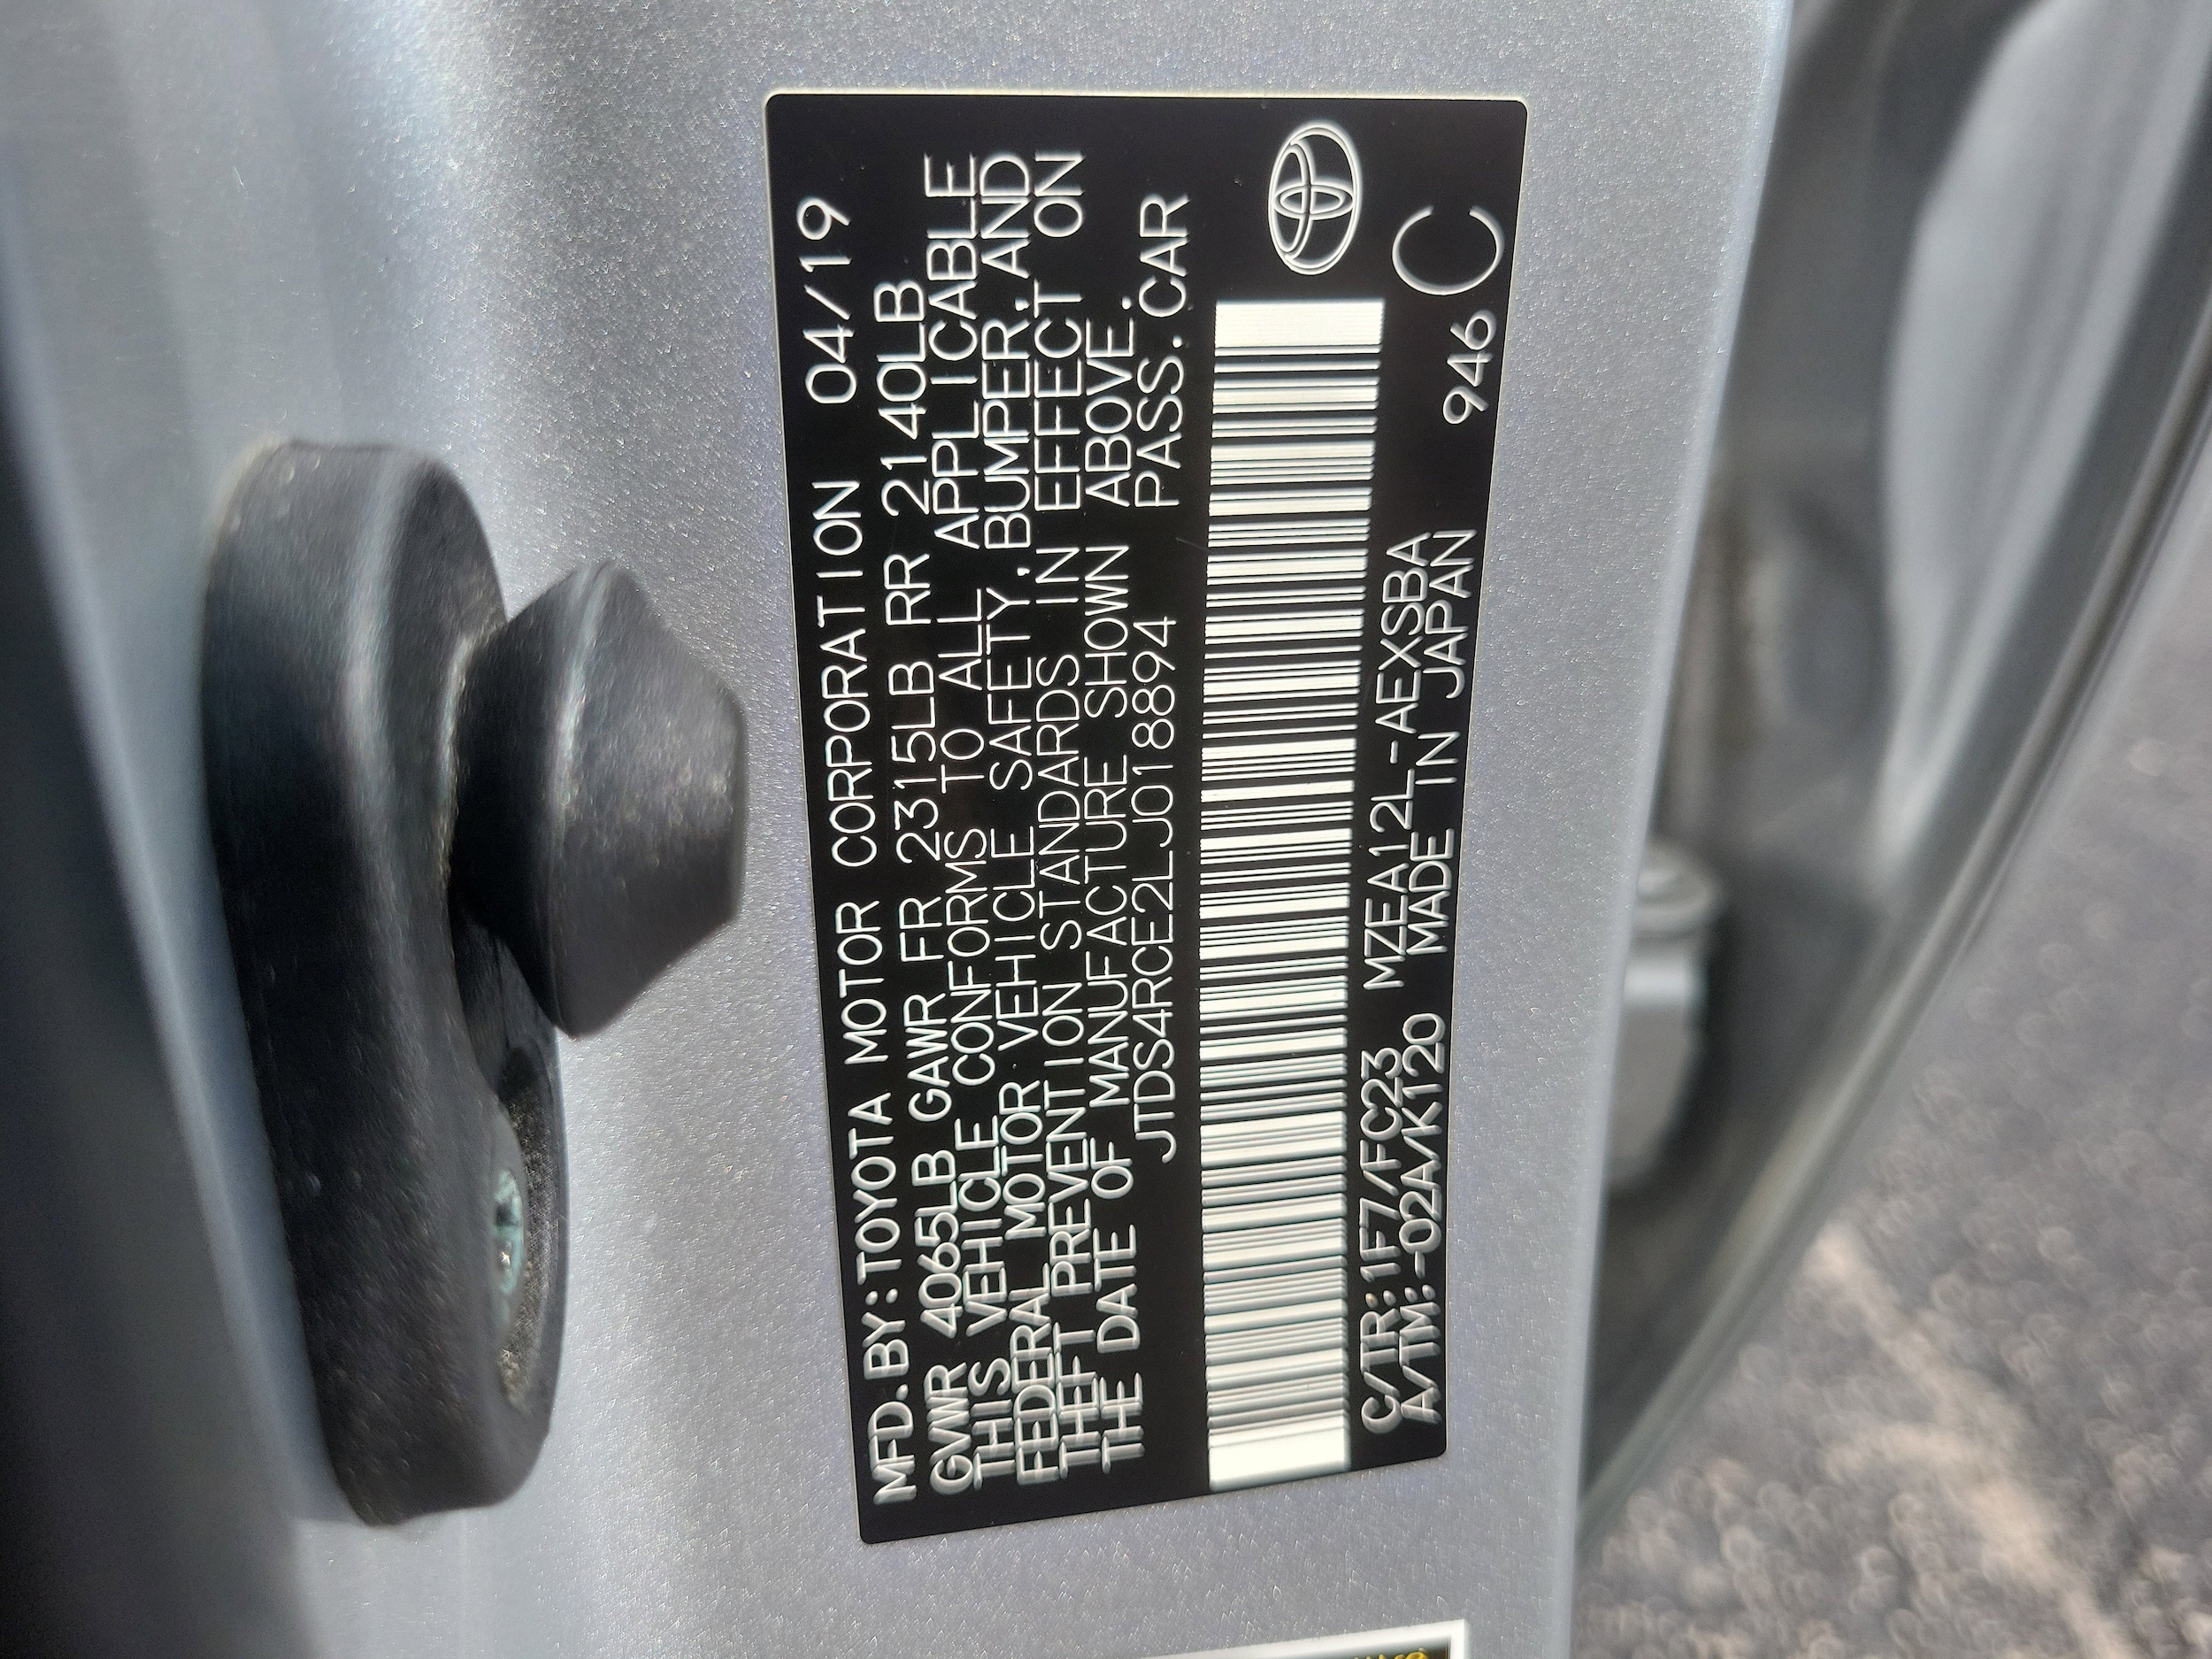 MFD.BY:TOYOTA MOTOR CORPORATION 04/19
GVWR 4065LB GAWR FR 2315LB RR 2140LB
THIS VEHICLE CONFORMS TO ALL APPLICABLE
FEDERAL MOTOR VEHICLE SAFETY, BUMPER, AND
THEFT PREVENTION STANDARDS IN EFFECT ON
THE DATE OF MANUFACTURE SHOWN ABOVE.
JTDS4RCE2LJ018894 PASS.CAR
C/TR:1F7/FC23 MZEA12L-AEXSBA
A/TM:-02A/K120 MADE IN JAPAN 946 C